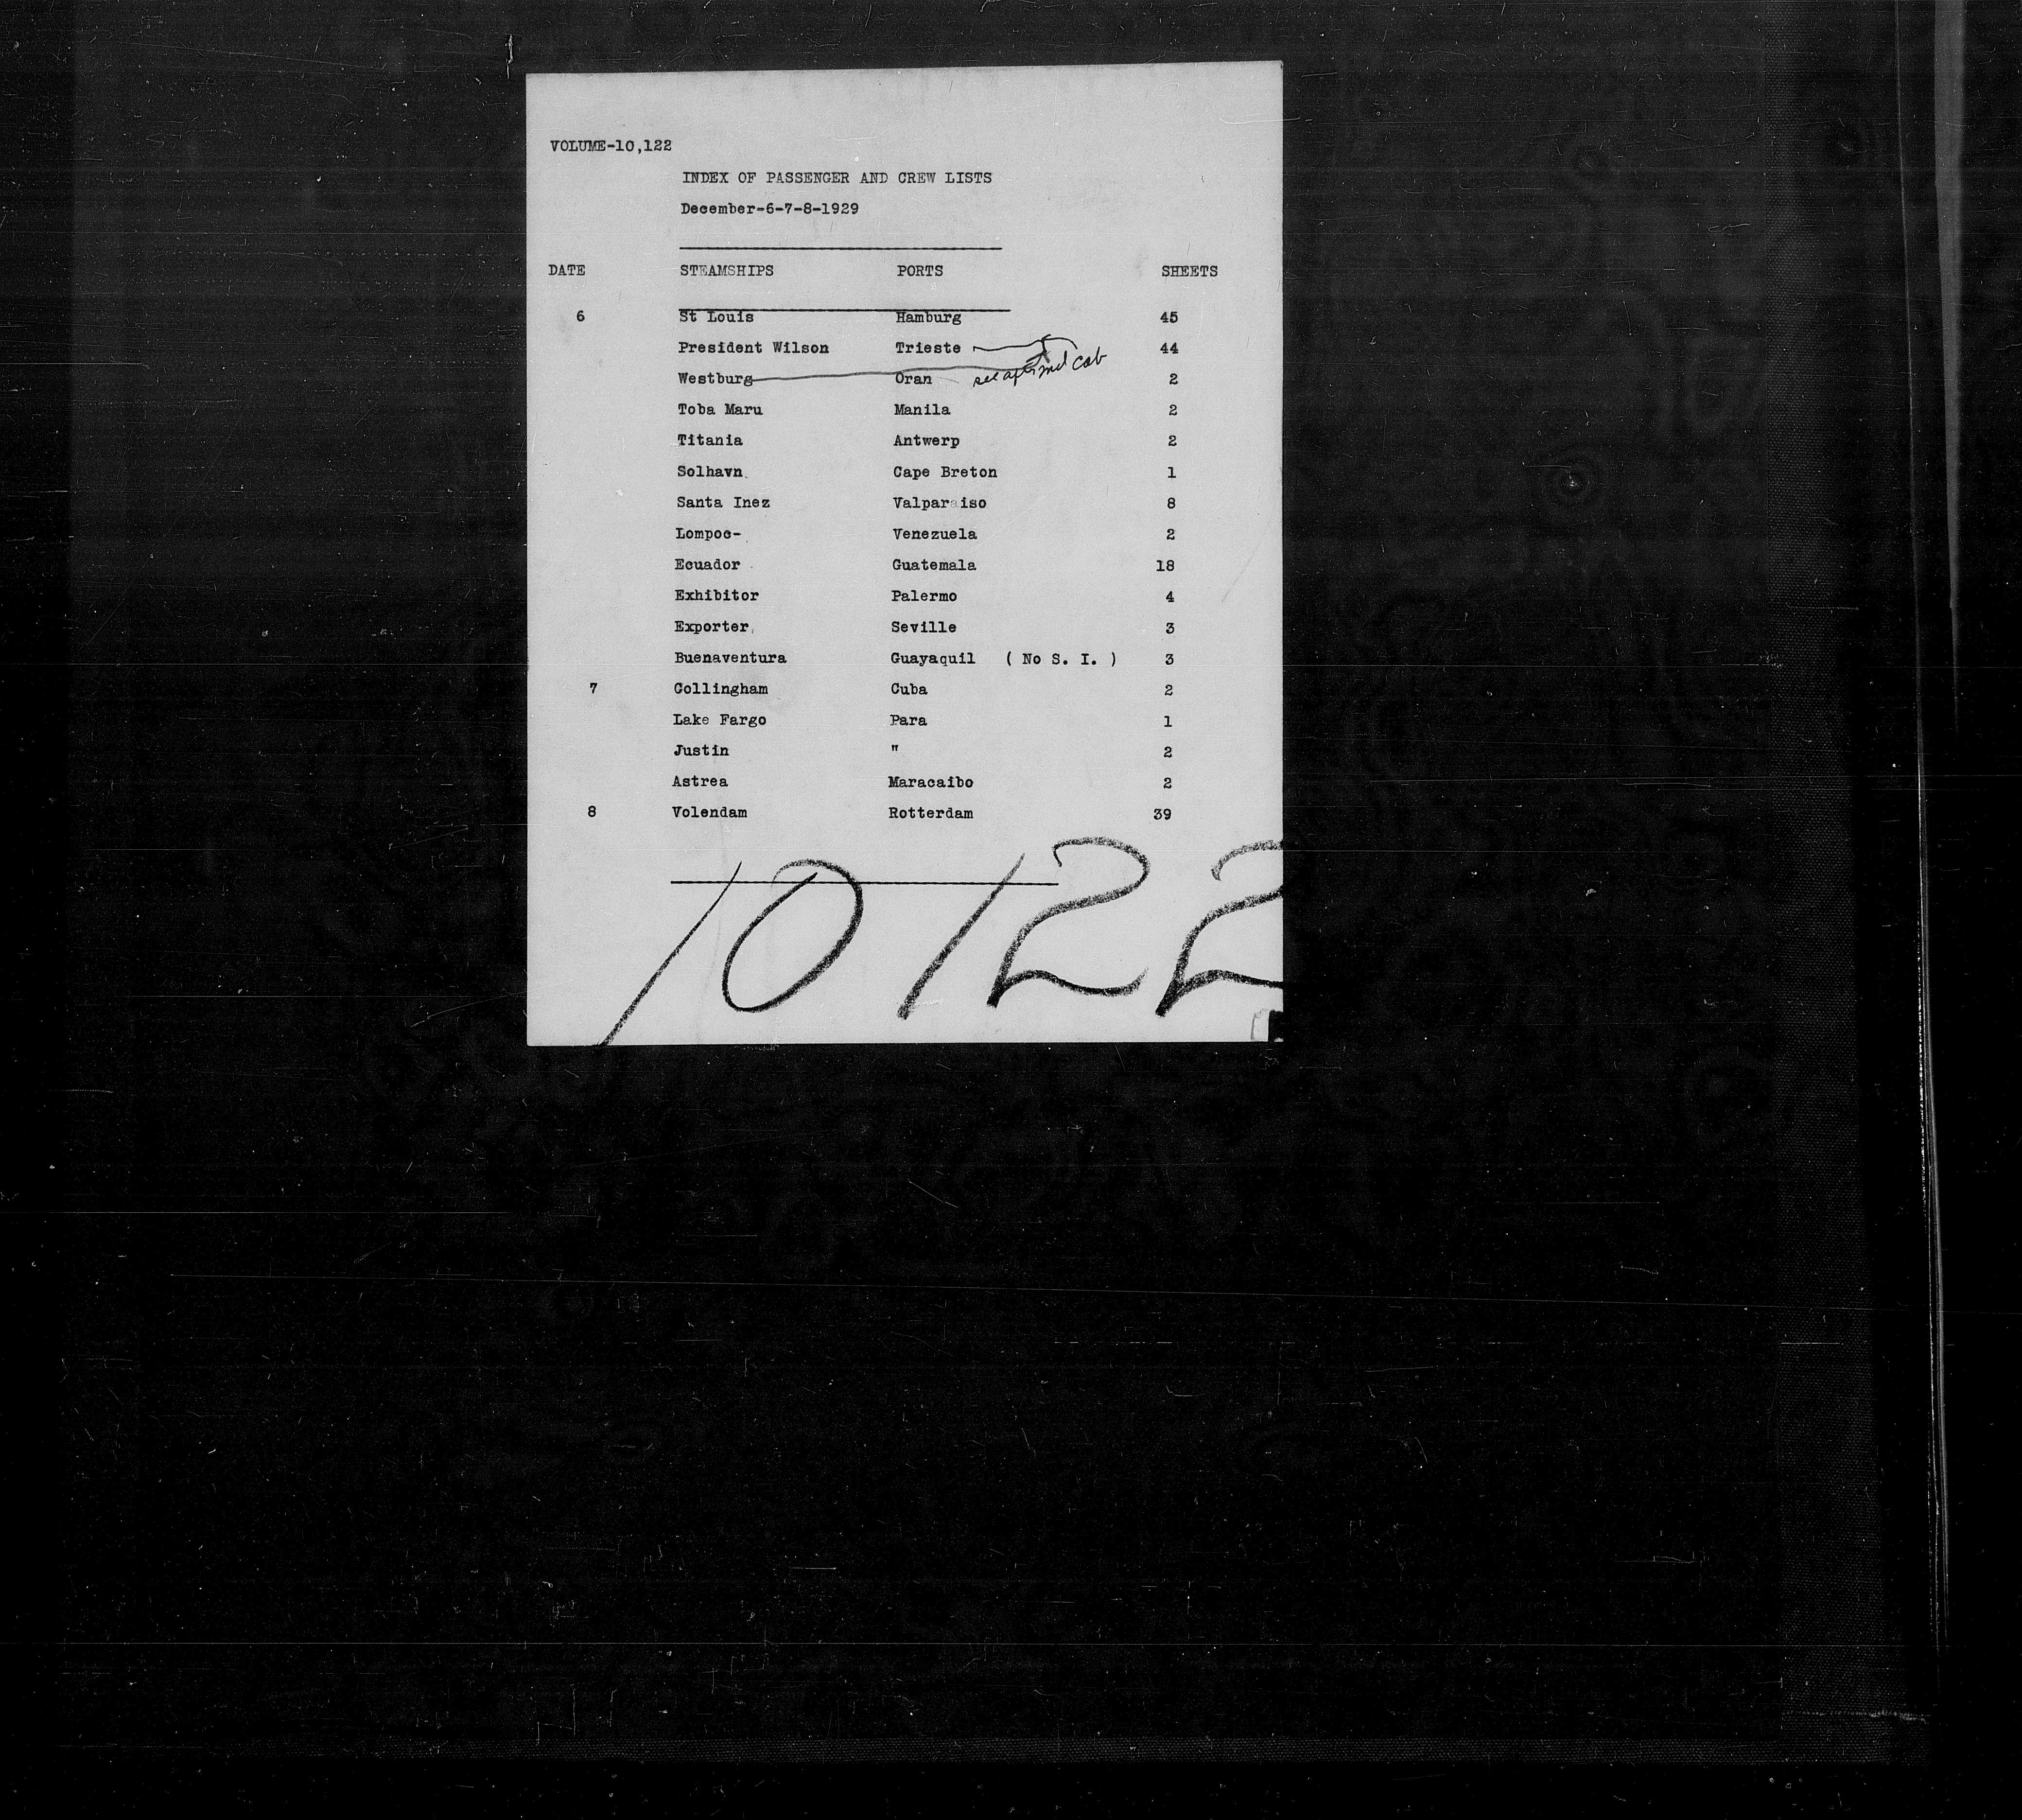 VOLUME-10,122
INDEX OF PASSENGER AND CREW LISTS
December-6-7-8-1929
DATE STEAMSHIPS PORTS SHEETS
6 St Louis Hamburg 45
President Wilson Trieste 44
Westburg Oran see 2
Toba Maru Manila 2
Titania Antwerp 2
Solhavn Cape Breton 1
Santa Inez Valparaiso 8
Lompoc- Venezuela 2
Ecuador Guatemala 18
Exhibitor Palermo 4
Exporter Seville 3
Buenaventura Guayaquil ( No S. I. ) 3
7 Gollingham Cuba 2
Lake Fargo Para 1
Justin " 2
Astrea Maracaibo 2
8 Volendam Rotterdam 39
10122